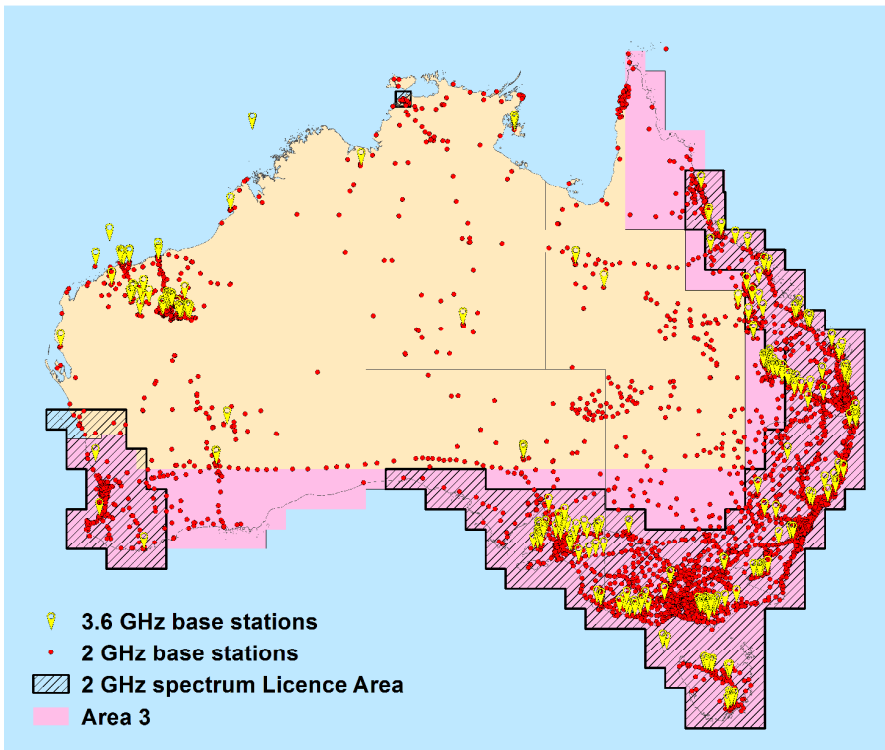 3.6 GHz base stations
2 GHz base stations
2 GHz spectrum Licence Area
Area 3